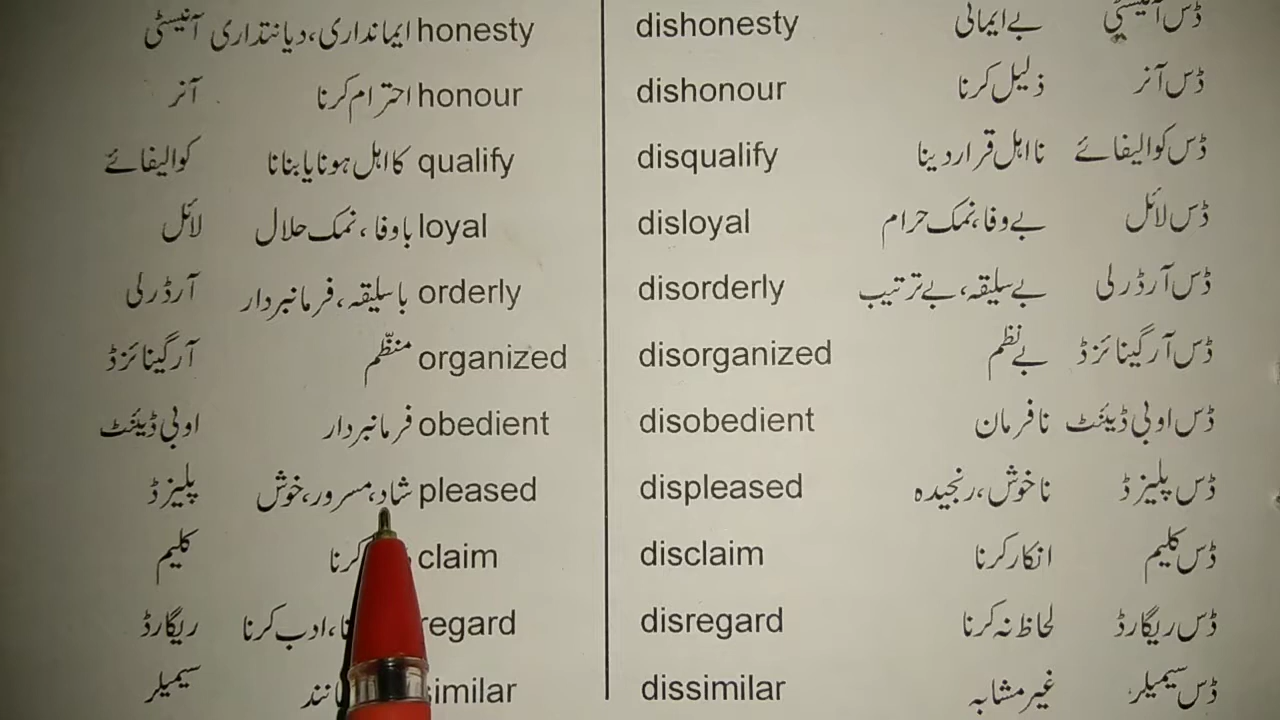 honesty ایمانداری، دیانتداری آنیسٹی dishonesty بے ایمانی ڈس آنیسٹی
honour احترام کرنا آنر dishonour ذلیل کرنا ڈس آنر
qualify کا اہل ہونا یا بنانا کوالیفائے disqualify نااہل قرار دینا ڈس کوالیفائے
loyal باوفا، نمک حلال لائل disloyal بے وفا، نمک حرام ڈس لائل
orderly باسلیقہ، فرمانبردار آرڈرلی disorderly بے سلیقہ، بے ترتیب ڈس آرڈرلی
organized منظّم آرگینائزڈ disorganized بے نظم ڈس آرگینائزڈ
obedient فرمانبردار اوبی ڈیئنٹ disobedient نافرمان ڈس اوبی ڈیئنٹ
pleased شاد، مسرور، خوش پلیزڈ displeased ناخوش، رنجیدہ ڈس پلیزڈ
claim کرنا کلیم disclaim انکار کرنا ڈس کلیم
regard ادب کرنا ریگارڈ disregard لحاظ نہ کرنا ڈس ریگارڈ
similar سیمیلر dissimilar غیر مشابہ ڈس سیمیلر